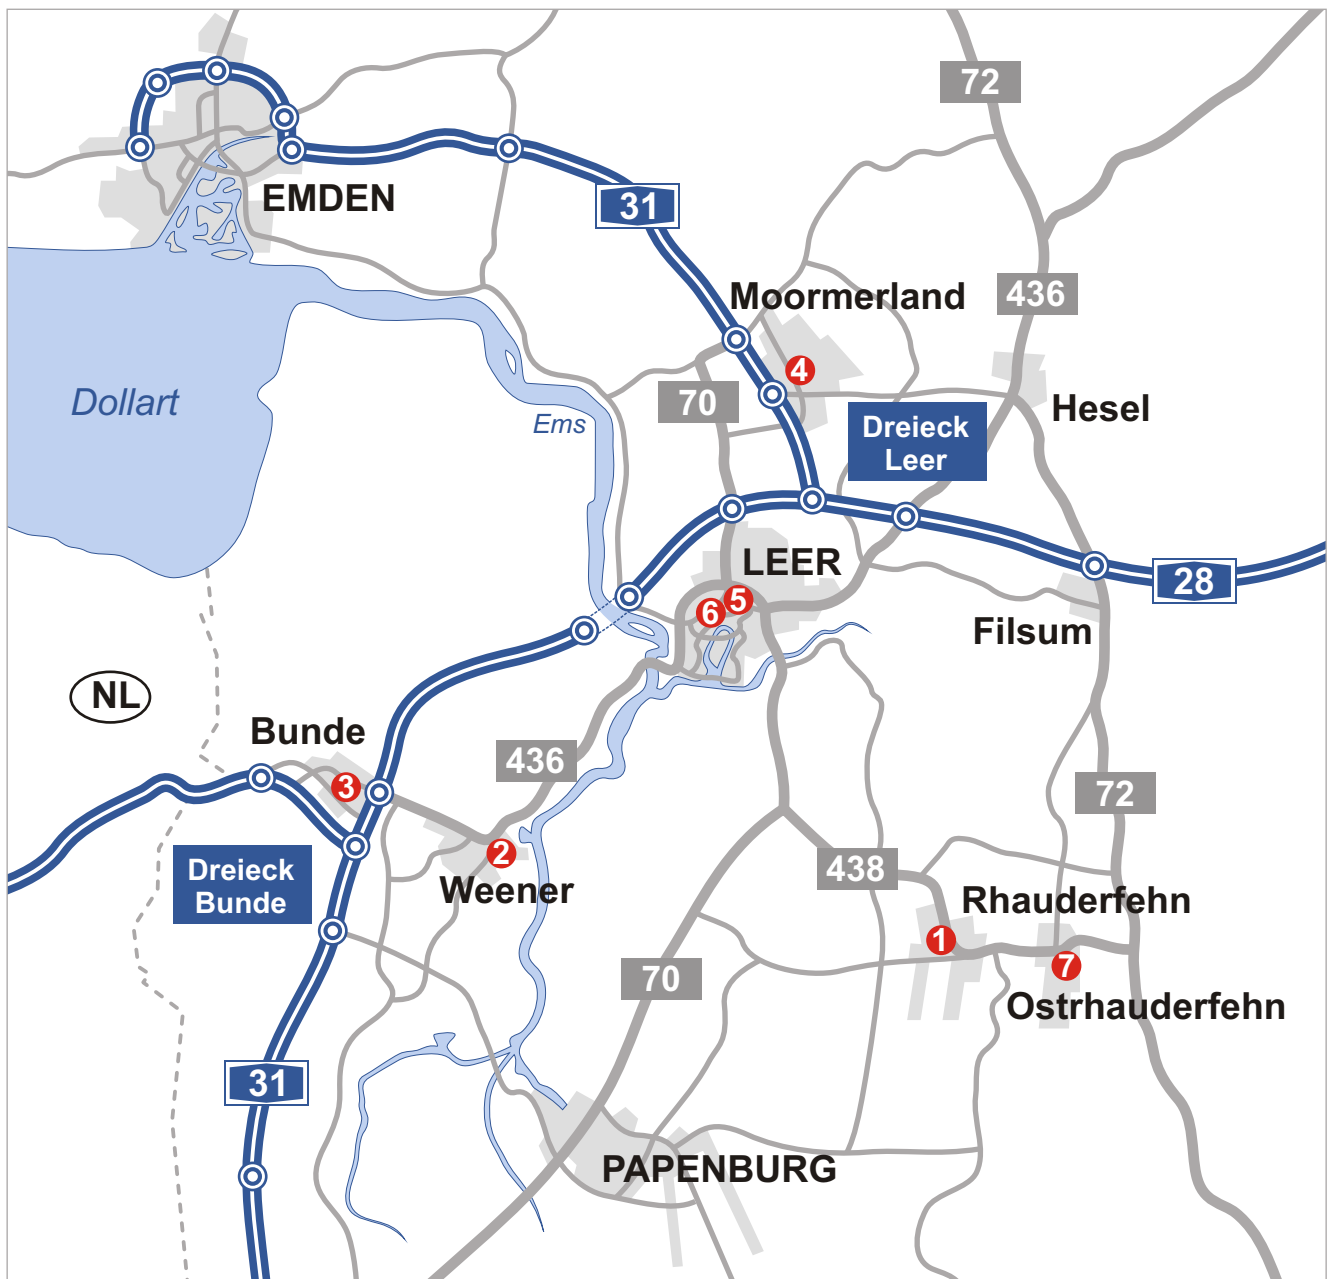 72
EMDEN
31
436
Moormerland
4
70
Dollart
Ems
Hesel
Dreieck
Leer
LEER
28
5
6
Filsum
NL
Bunde
436
3
72
2
438
Dreieck
Bunde
Weener
Rhauderfehn
1
7
70
Ostrhauderfehn
31
PAPENBURG